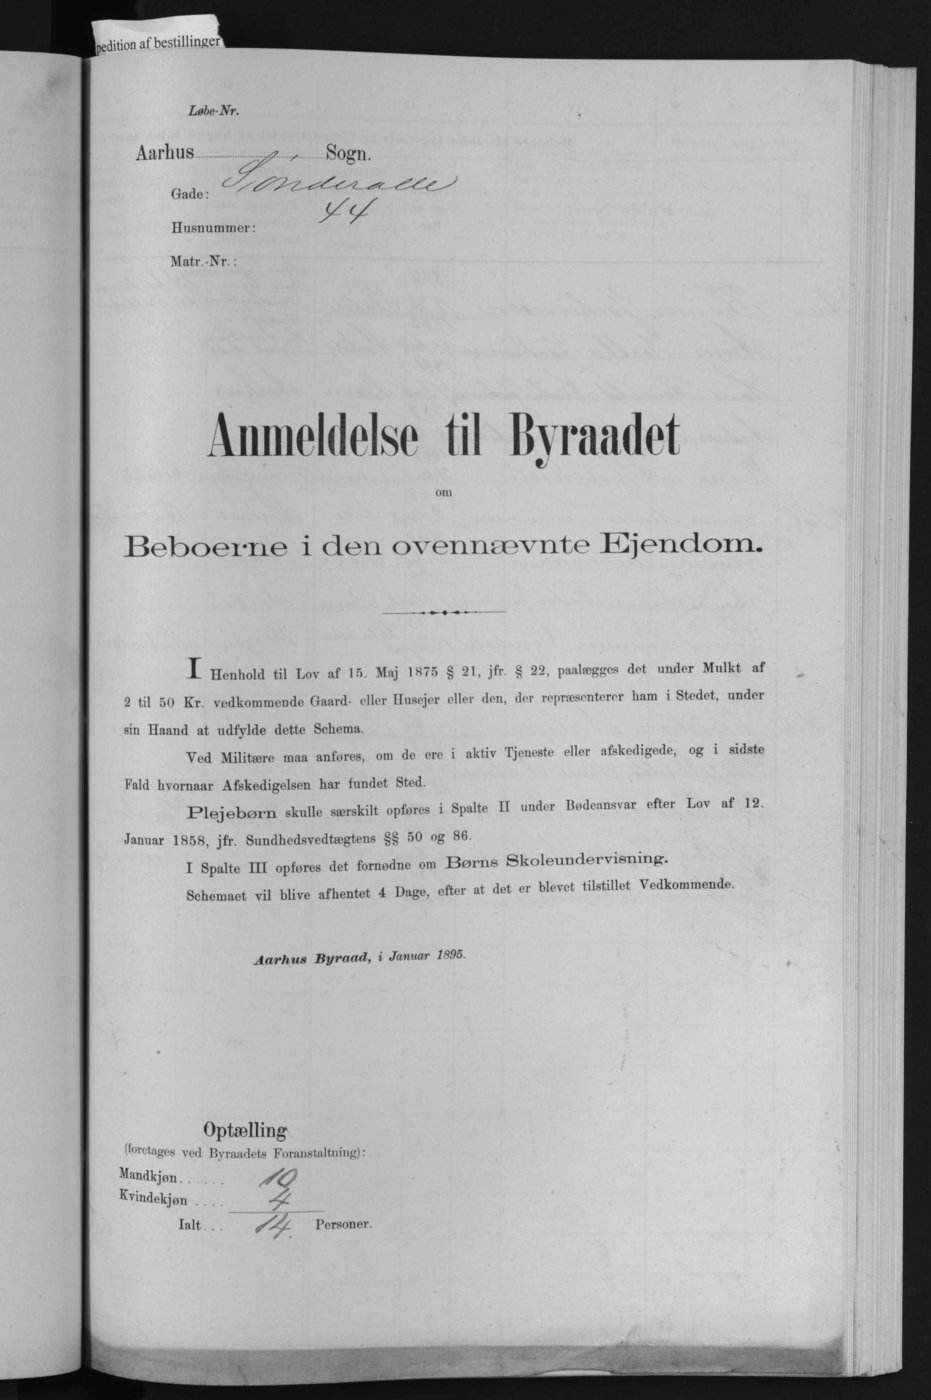 pedition af bestillinger
Løbe-Nr.
Aarhus Sogn.
Gade: Sønderalle
Husnummer: 44
Matr.-Nr.:
Anmeldelse til Byraadet
om
Beboerne i den ovennævnte Ejendom.
I Henhold til Lov af 15. Maj 1875 § 21, jfr. § 22, paalægges det under Mulkt af
2 til 50 Kr. vedkommende Gaard- eller Husejer eller den, der repræsenterer ham i Stedet, under
sin Haand at udfylde dette Schema.
Ved Militære maa anføres, om de ere i aktiv Tjeneste eller afskedigede, og i sidste
Fald hvornaar Afskedigelsen har fundet Sted.
Plejebørn skulle særskilt opføres i Spalte II under Bødeansvar efter Lov af 12.
Januar 1858, jfr. Sundhedsvedtægtens §§ 50 og 86.
I Spalte III opføres det fornødne om Børns Skoleundervisning.
Schemaet vil blive afhentet 4 Dage, efter at det er blevet tilstillet Vedkommende.
Aarhus Byraad, i Januar 1895.
Optælling
(foretages ved Byraadets Foranstaltning):
Mandkjøn...... 10
Kvindekjøn .... 4
Ialt... 14. Personer.